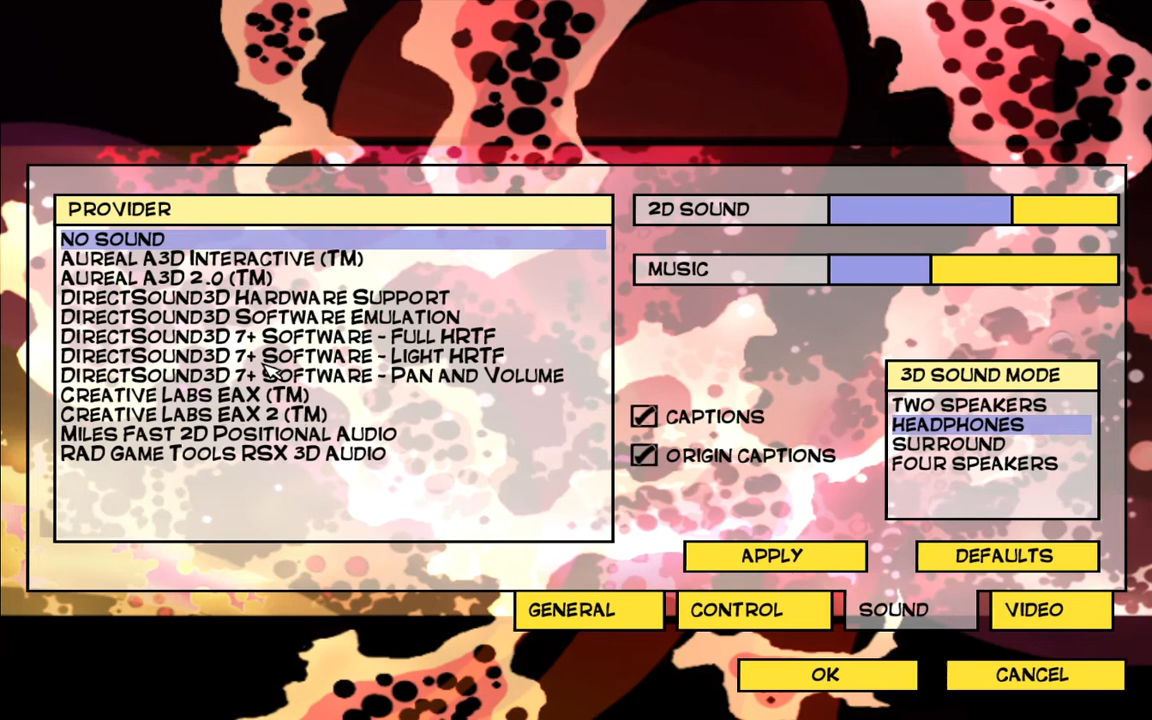 PROVIDER
NO SOUND
AUREAL A3D INTERACTIVE (TM)
AUREAL A3D 2.0 (TM)
DIRECTSOUND3D HARDWARE SUPPORT
DIRECTSOUND3D SOFTWARE EMULATION
DIRECTSOUND3D 7+ SOFTWARE - FULL HRTF
DIRECTSOUND3D 7+ SOFTWARE - LIGHT HRTF
DIRECTSOUND3D 7+ SOFTWARE - PAN AND VOLUME
CREATIVE LABS EAX (TM)
CREATIVE LABS EAX 2 (TM)
MILES FAST 2D POSITIONAL AUDIO
RAD GAME TOOLS RSX 3D AUDIO
2D SOUND
MUSIC
CAPTIONS
ORIGIN CAPTIONS
3D SOUND MODE
TWO SPEAKERS
HEADPHONES
SURROUND
FOUR SPEAKERS
APPLY
DEFAULTS
GENERAL
CONTROL
SOUND
VIDEO
OK
CANCEL